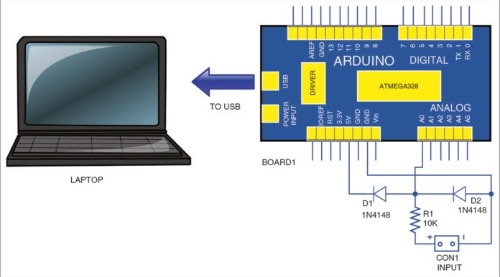 AREF
GND
13
12
11
10
9
8
7
6
5
4
3
2
TX 1
RX 0
ARDUINO
DIGITAL
USB
DRIVER
ATMEGA328
TO USB
POWER
INPUT
ANALOG
IOREF
RST
3.3V
5V
GND
GND
Vin
A0
A1
A2
A3
A4
A5
BOARD1
LAPTOP
D1
1N4148
D2
1N4148
R1
10K
+
-
CON1
INPUT